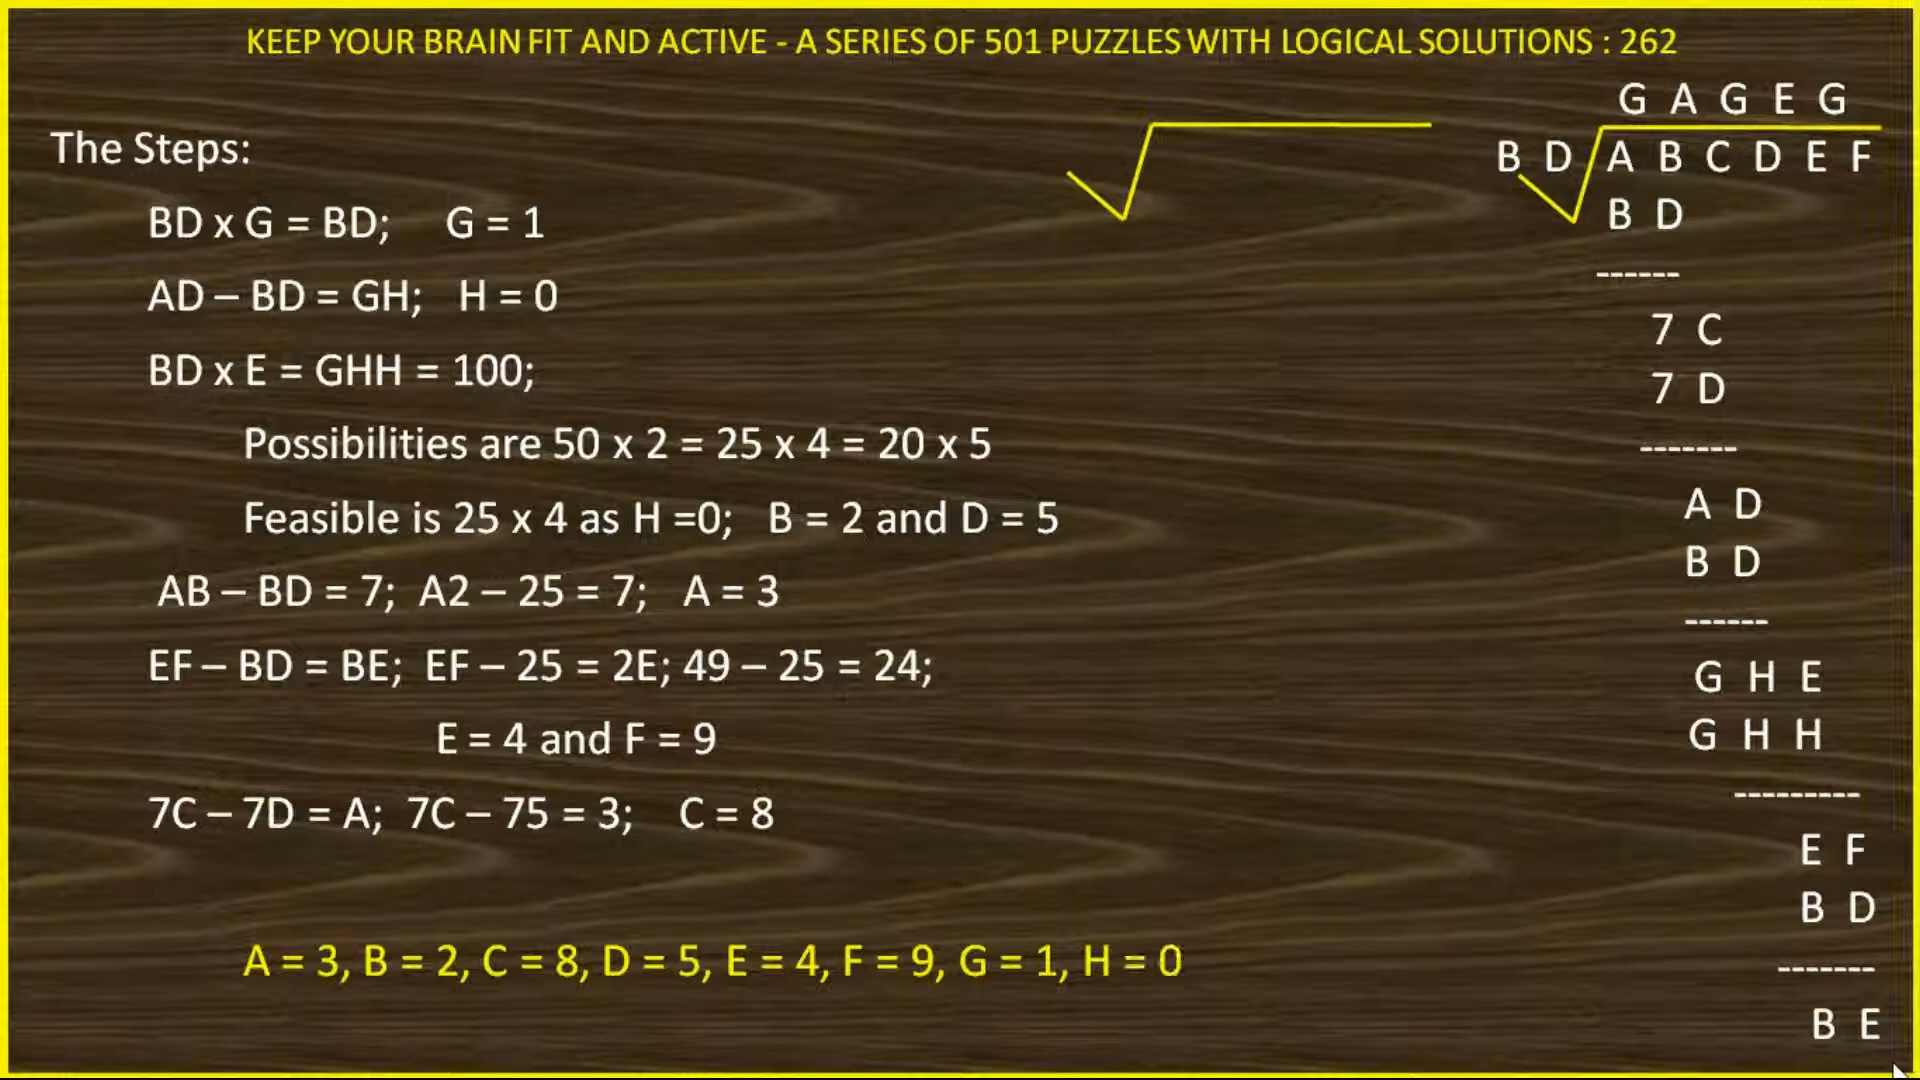 KEEP YOUR BRAIN FIT AND ACTIVE - A SERIES OF 501 PUZZLES WITH LOGICAL SOLUTIONS : 262
The Steps:
BD x G = BD; G = 1
AD – BD = GH; H = 0
BD x E = GHH = 100;
Possibilities are 50 x 2 = 25 x 4 = 20 x 5
Feasible is 25 x 4 as H =0; B = 2 and D = 5
AB – BD = 7; A2 – 25 = 7; A = 3
EF – BD = BE; EF – 25 = 2E; 49 – 25 = 24;
E = 4 and F = 9
7C – 7D = A; 7C – 75 = 3; C = 8
A = 3, B = 2, C = 8, D = 5, E = 4, F = 9, G = 1, H = 0
G A G E G
B D A B C D E F
B D
------
7 C
7 D
-------
A D
B D
------
G H E
G H H
---------
E F
B D
-------
B E